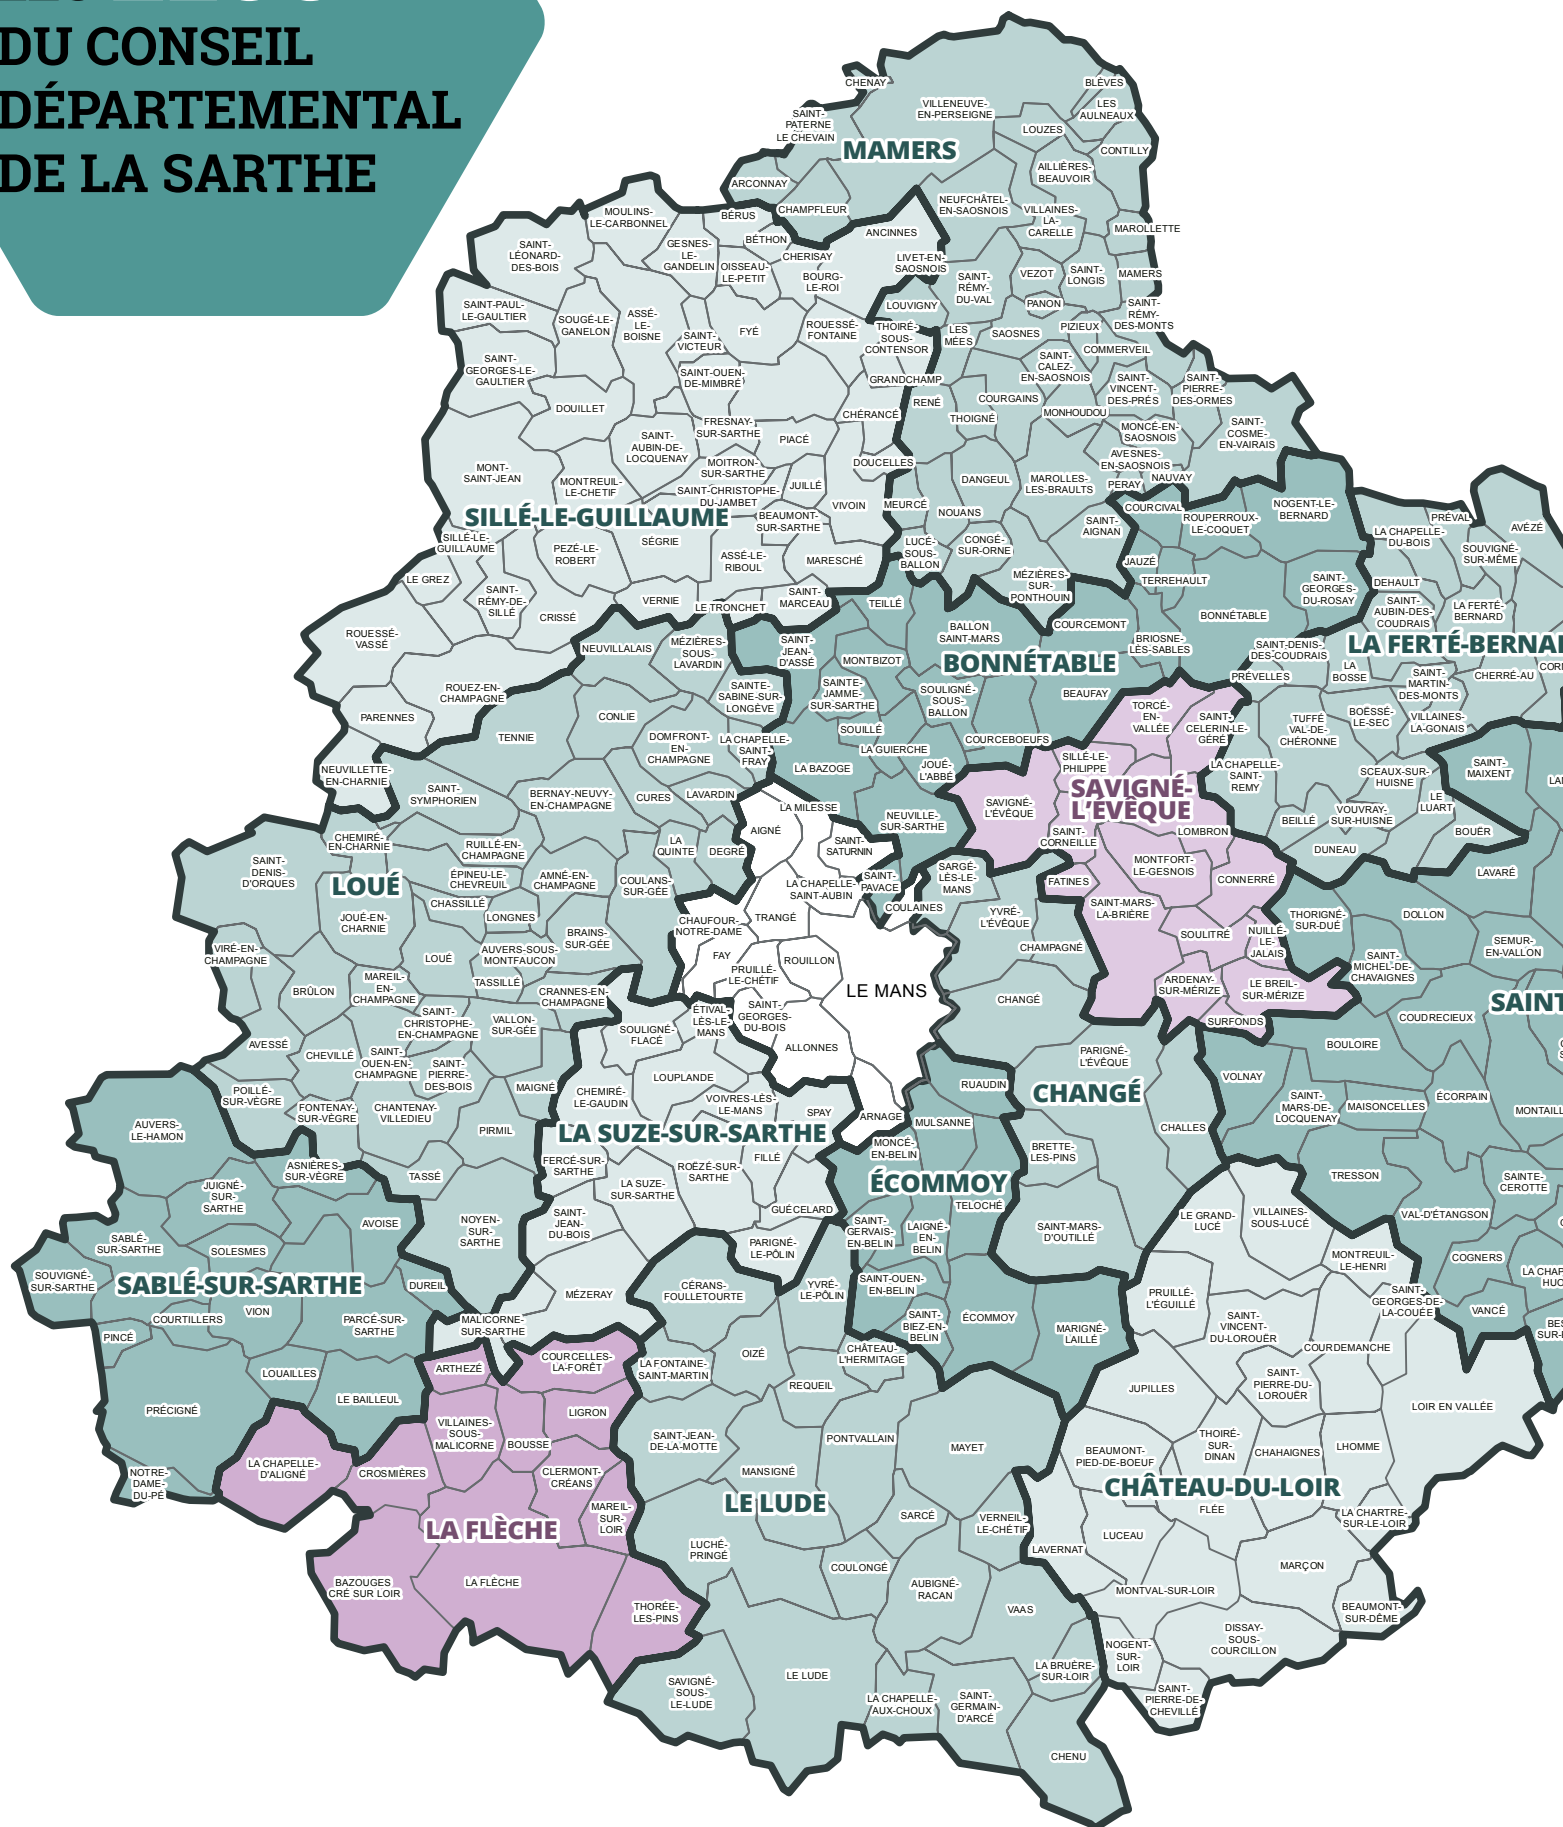 DU CONSEIL
DÉPARTEMENTAL
DE LA SARTHE
CHENAY
BLÈVES
SAINT-
PATERNE
LE CHEVAIN
VILLENEUVE-
EN-PERSEIGNE
LES
AULNEAUX
LOUZES
MAMERS
CONTILLY
AILLIÈRES-
BEAUVOIR
ARCONNAY
NEUFCHÂTEL-
EN-SAOSNOIS
VILLAINES-
LA-
CARELLE
CHAMPFLEUR
MAROLLETTE
VEZOT
SAINT-
LONGIS
MAMERS
SAINT-
RÉMY-
DU-VAL
PANON
SAINT-
RÉMY-
DES-MONTS
LOUVIGNY
LES
MÉES
SAOSNES
PIZIEUX
COMMERVEIL
SAINT-
CALEZ-
EN-SAOSNOIS
SAINT-
VINCENT-
DES-PRÉS
SAINT-
PIERRE-
DES-ORMES
RENÉ
COURGAINS
THOIGNÉ
MONHOUDOU
MONCÉ-EN-
SAOSNOIS
SAINT-
COSME-
EN-VAIRAIS
AVESNES-
EN-SAOSNOIS
NAUVAY
PERAY
DANGEUL
MAROLLES-
LES-BRAULTS
MEURCÉ
NOUANS
SAINT-
AIGNAN
LUCÉ-
SOUS-
BALLON
CONGÉ-
SUR-ORNE
MÉZIÈRES-
SUR-
PONTHOUIN
MOULINS-
LE-CARBONNEL
BÉRUS
BÉTHON
ANCINNES
SAINT-
LÉONARD-
DES-BOIS
GESNES-
LE-
GANDELIN
OISSEAU-
LE-PETIT
CHERISAY
BOURG-
LE-ROI
LIVET-EN-
SAOSNOIS
SAINT-PAUL-
LE-GAULTIER
SOUGÉ-LE-
GANELON
ASSÉ-
LE-
BOISNE
SAINT-
VICTEUR
FYÉ
ROUESSÉ-
FONTAINE
THOIRÉ-
SOUS-
CONTENSOR
SAINT-
GEORGES-LE-
GAULTIER
SAINT-OUEN-
DE-MIMBRÉ
GRANDCHAMP
DOUILLET
CHÉRANCÉ
FRESNAY-
SUR-SARTHE
PIACÉ
SAINT-
AUBIN-DE-
LOCQUENAY
MONT-
SAINT-JEAN
MONTREUIL-
LE-CHETIF
MOITRON-
SUR-SARTHE
DOUCELLES
SAINT-CHRISTOPHE-
DU-JAMBET
JUILLÉ
VIVOIN
SILLÉ-LE-GUILLAUME
BEAUMONT-
SUR-SARTHE
SILLÉ-LE-
GUILLAUME
PEZÉ-LE-
ROBERT
SÉGRIE
ASSÉ-LE-
RIBOUL
MARESCHÉ
LE GREZ
SAINT-
RÉMY-DE-
SILLÉ
CRISSÉ
VERNIE
LE TRONCHET
SAINT-
MARCEAU
ROUESSÉ-
VASSÉ
ROUEZ-EN-
CHAMPAGNE
PARENNES
NEUVILLETTE-
EN-CHARNIE
COURCIVAL
ROUPERROUX-
LE-COQUET
NOGENT-LE-
BERNARD
JAUZÉ
TERREHAULT
SAINT-
GEORGES-
DU-ROSAY
BONNÉTABLE
TEILLÉ
BALLON
SAINT-MARS
COURCEMONT
BRIOSNE-
LÈS-SABLES
SAINT-
JEAN-
D'ASSÉ
MONTBIZOT
BONNÉTABLE
SAINTE-
JAMME-
SUR-SARTHE
SOULIGNÉ-
SOUS-
BALLON
BEAUFAY
SOUILLÉ
LA GUIERCHE
COURCEBOEUFS
LA BAZOGE
JOUÉ-
L'ABBÉ
NEUVILLE-
SUR-SARTHE
SAINT-
PAVACE
PRÉVAL
LA CHAPELLE-
DU-BOIS
AVÉZÉ
SOUVIGNÉ-
SUR-MÊME
DEHAULT
SAINT-
AUBIN-DES-
COUDRAIS
LA FERTÉ-
BERNARD
SAINT-DENIS-
DES-COUDRAIS
LA FERTÉ-BERNA
PRÉVELLES
LA
BOSSE
SAINT-
MARTIN-
DES-MONTS
CHERRÉ-AU
COR
TUFFÉ
VAL-DE-
CHÉRONNE
BOËSSÉ-
LE-SEC
VILLAINES-
LA-GONAIS
LA CHAPELLE-
SAINT-
REMY
SCEAUX-SUR-
HUISNE
LE
LUART
BEILLÉ
VOUVRAY-
SUR-HUISNE
BOUËR
DUNEAU
TORCÉ-
EN-
VALLÉE
SAINT-
CELERIN-LE-
GÉRÉ
SILLÉ-LE-
PHILIPPE
SAVIGNÉ-
L'ÉVÊQUE
SAVIGNÉ-
L'ÉVÊQUE
SAINT-
CORNEILLE
LOMBRON
FATINES
MONTFORT-
LE-GESNOIS
CONNERRÉ
SAINT-MARS-
LA-BRIÈRE
SOULITRÉ
NUILLÉ-
LE-
JALAIS
ARDENAY-
SUR-MÉRIZE
LE BREIL-
SUR-MÉRIZE
SURFONDS
NEUVILLALAIS
MÉZIÈRES-
SOUS-
LAVARDIN
SAINTE-
SABINE-SUR-
LONGÈVE
CONLIE
TENNIE
DOMFRONT-
EN-
CHAMPAGNE
LA CHAPELLE-
SAINT-
FRAY
SAINT-
SYMPHORIEN
BERNAY-NEUVY-
EN-CHAMPAGNE
CURES
LAVARDIN
CHEMIRÉ-
EN-CHARNIE
RUILLÉ-EN-
CHAMPAGNE
LA
QUINTE
DEGRÉ
SAINT-
DENIS-
D'ORQUES
LOUÉ
ÉPINEU-LE-
CHEVREUIL
AMNÉ-EN-
CHAMPAGNE
COULANS-
SUR-GÉE
CHASSILLÉ
LONGNES
JOUÉ-EN-
CHARNIE
VIRÉ-EN-
CHAMPAGNE
LOUÉ
AUVERS-SOUS-
MONTFAUCON
BRAINS-
SUR-GÉE
BRÛLON
MAREIL-
EN-
CHAMPAGNE
TASSILLÉ
CRANNES-EN-
CHAMPAGNE
SAINT-
CHRISTOPHE-
EN-CHAMPAGNE
VALLON-
SUR-GÉE
AVESSÉ
CHEVILLÉ
SAINT-
OUEN-EN-
CHAMPAGNE
SAINT-
PIERRE-
DES-BOIS
MAIGNÉ
POILLÉ-
SUR-VÈGRE
FONTENAY-
SUR-VÈGRE
CHANTENAY-
VILLEDIEU
PIRMIL
TASSÉ
NOYEN-
SUR-
SARTHE
LA MILESSE
AIGNÉ
SAINT-
SATURNIN
LA CHAPELLE-
SAINT-AUBIN
COULAINES
CHAUFOUR-
NOTRE-DAME
TRANGÉ
FAY
PRUILLÉ-
LE-CHÉTIF
ROUILLON
LE MANS
SAINT-
GEORGES-
DU-BOIS
ALLONNES
ARNAGE
SARGÉ-
LÈS-LE-
MANS
YVRÉ-
L'ÉVÊQUE
CHAMPAGNÉ
CHANGÉ
PARIGNÉ-
L'ÉVÊQUE
CHANGÉ
CHALLES
BRETTE-
LES-PINS
SAINT-MARS-
D'OUTILLÉ
SAINT-
MAIXENT
LA
LAVARÉ
THORIGNÉ-
SUR-DUÉ
DOLLON
SEMUR-
EN-VALLON
SAINT-
MICHEL-DE-
CHAVAIGNES
SAINT
COUDRECIEUX
BOULOIRE
VOLNAY
SAINT-
MARS-DE-
LOCQUENAY
MAISONCELLES
ÉCORPAIN
MONTAILL
TRESSON
SAINTE-
CEROTTE
VAL-D'ÉTANGSON
COGNERS
LA CHAP
HUC
VANCÉ
BES
SUR-
ÉTIVAL-
LÈS-LE-
MANS
SOULIGNÉ-
FLACÉ
LOUPLANDE
CHEMIRÉ-
LE-GAUDIN
VOIVRES-LÈS-
LE-MANS
SPAY
LA SUZE-SUR-SARTHE
FERCÉ-SUR-
SARTHE
ROËZÉ-SUR-
SARTHE
FILLÉ
LA SUZE-
SUR-SARTHE
GUÉCELARD
SAINT-
JEAN-
DU-BOIS
PARIGNÉ-
LE-PÔLIN
MÉZERAY
MALICORNE-
SUR-SARTHE
RUAUDIN
MULSANNE
MONCÉ-
EN-BELIN
ÉCOMMOY
TELOCHÉ
SAINT-
GERVAIS-
EN-BELIN
LAIGNÉ-
EN-
BELIN
SAINT-OUEN-
EN-BELIN
SAINT-
BIEZ-EN-
BELIN
ÉCOMMOY
MARIGNÉ-
LAILLÉ
AUVERS-
LE-HAMON
ASNIÈRES-
SUR-VÈGRE
JUIGNÉ-
SUR-
SARTHE
AVOISE
SABLÉ-
SUR-SARTHE
SOLESMES
SOUVIGNÉ-
SUR-SARTHE
SABLÉ-SUR-SARTHE
DUREIL
VION
COURTILLERS
PARCÉ-SUR-
SARTHE
PINCÉ
LOUAILLES
LE BAILLEUL
PRÉCIGNÉ
NOTRE-
DAME-
DU-PÉ
ARTHEZÉ
COURCELLES-
LA-FORÊT
LIGRON
VILLAINES-
SOUS-
MALICORNE
BOUSSE
LA CHAPELLE-
D'ALIGNÉ
CROSMIÈRES
CLERMONT-
CRÉANS
MAREIL-
SUR-
LOIR
LA FLÈCHE
BAZOUGES
CRÉ SUR LOIR
LA FLÈCHE
THORÉE-
LES-PINS
CÉRANS-
FOULLETOURTE
YVRÉ-
LE-PÔLIN
LA FONTAINE-
SAINT-MARTIN
OIZÉ
CHÂTEAU-
L'HERMITAGE
REQUEIL
SAINT-JEAN-
DE-LA-MOTTE
PONTVALLAIN
MAYET
MANSIGNÉ
LE LUDE
SARCÉ
VERNEIL-
LE-CHÉTIF
LUCHÉ-
PRINGÉ
COULONGÉ
AUBIGNÉ-
RACAN
VAAS
SAVIGNÉ-
SOUS-
LE-LUDE
LE LUDE
LA BRUÈRE-
SUR-LOIR
LA CHAPELLE-
AUX-CHOUX
SAINT-
GERMAIN-
D'ARCÉ
CHENU
LE GRAND-
LUCÉ
VILLAINES-
SOUS-LUCÉ
MONTREUIL-
LE-HENRI
PRUILLÉ-
L'ÉGUILLÉ
SAINT-
GEORGES-DE-
LA-COUÉE
SAINT-
VINCENT-
DU-LOROUËR
COURDEMANCHE
JUPILLES
SAINT-
PIERRE-DU-
LOROUËR
LOIR EN VALLÉE
BEAUMONT-
PIED-DE-BOEUF
THOIRÉ-
SUR-
DINAN
CHAHAIGNES
LHOMME
CHÂTEAU-DU-LOIR
FLÉE
LA CHARTRE-
SUR-LE-LOIR
LUCEAU
LAVERNAT
MARÇON
MONTVAL-SUR-LOIR
BEAUMONT-
SUR-DÊME
DISSAY-
SOUS-
COURCILLON
NOGENT-
SUR-
LOIR
SAINT-
PIERRE-DE-
CHEVILLÉ